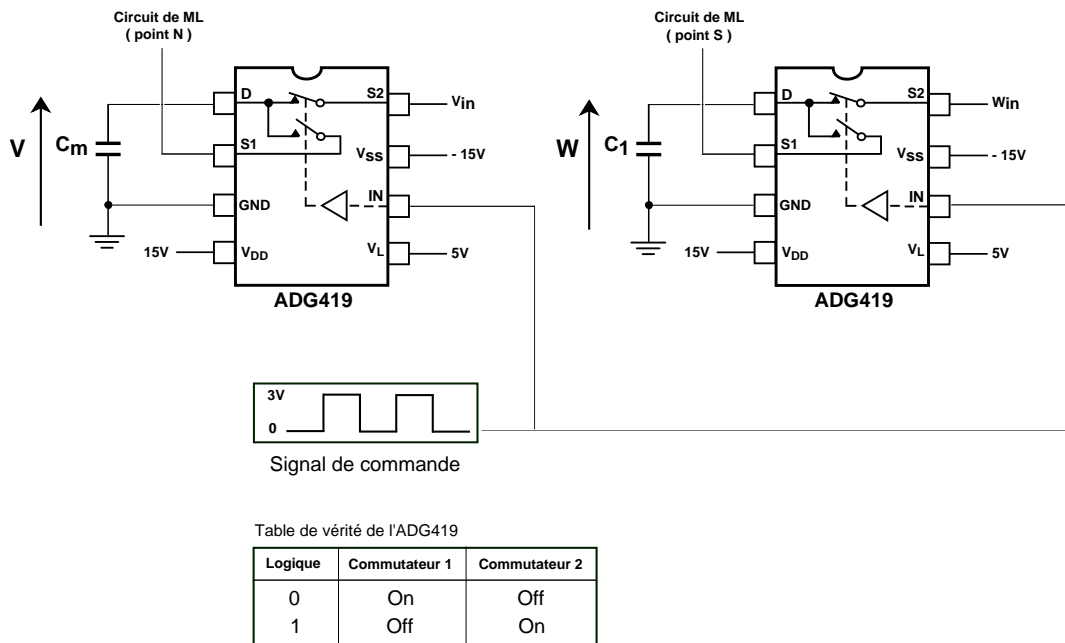 Circuit de ML
( point N )
V
Cm
D
S1
GND
VDD
15V
S2
VSS
IN
VL
Vin
- 15V
5V
ADG419
Circuit de ML
( point S )
W
C1
D
S1
GND
VDD
15V
S2
VSS
IN
VL
Win
- 15V
5V
ADG419
3V
0
Signal de commande
Table de vérité de l'ADG419
Logique Commutateur 1 Commutateur 2
0 On Off
1 Off On